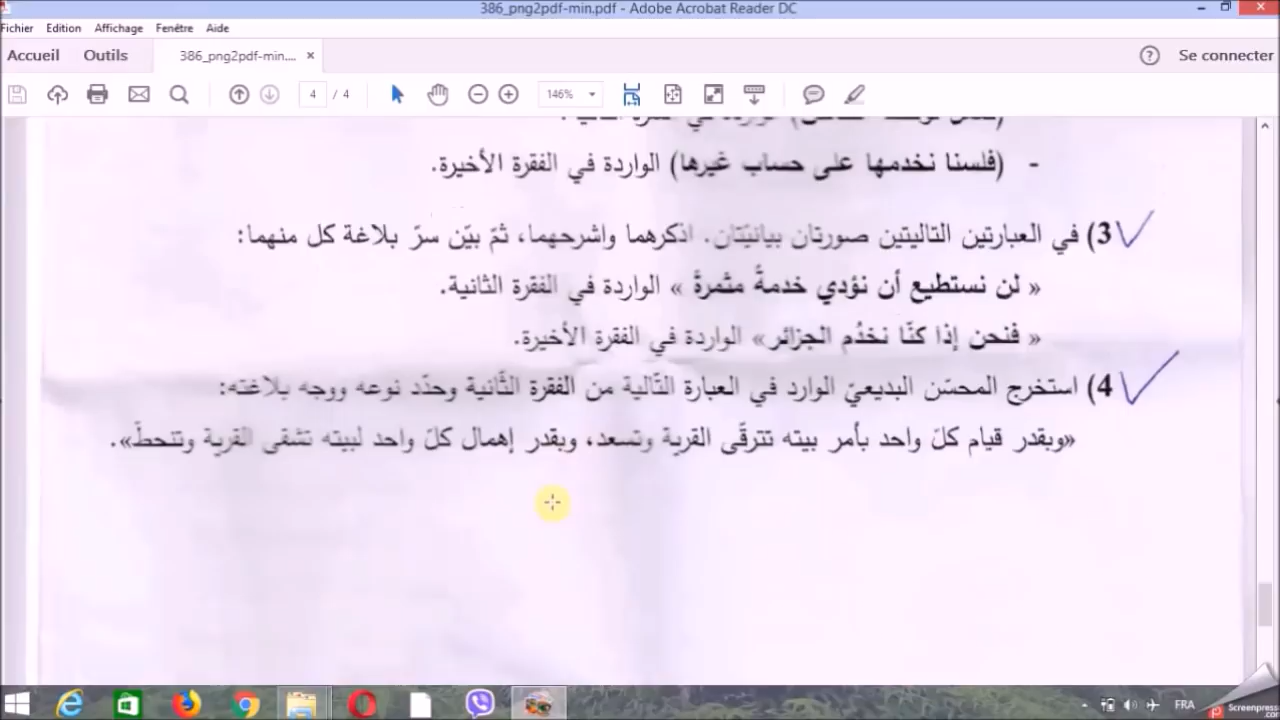 386_png2pdf-min.pdf - Adobe Acrobat Reader DC
Fichier Edition Affichage Fenêtre Aide
Accueil Outils 386_png2pdf-min.... × Se connecter
4 / 4 146%
- (فلسنا نخدمها على حساب غيرها) الواردة في الفقرة الأخيرة.
3) في العبارتين التاليتين صورتان بيانيّتان. اذكرهما واشرحهما، ثمّ بيّن سرّ بلاغة كل منهما:
« لن نستطيع أن نؤدي خدمةً مثمرةً » الواردة في الفقرة الثانية.
« فنحن إذا كنّا نخدُم الجزائر» الواردة في الفقرة الأخيرة.
4) استخرج المحسّن البديعيّ الوارد في العبارة التّالية من الفقرة الثّانية وحدّد نوعه ووجه بلاغته:
«وبقدر قيام كلّ واحد بأمر بيته تترقّى القرية وتسعد، وبقدر إهمال كلّ واحد لبيته تشقى القرية وتنحطّ».
FRA
Screenpress